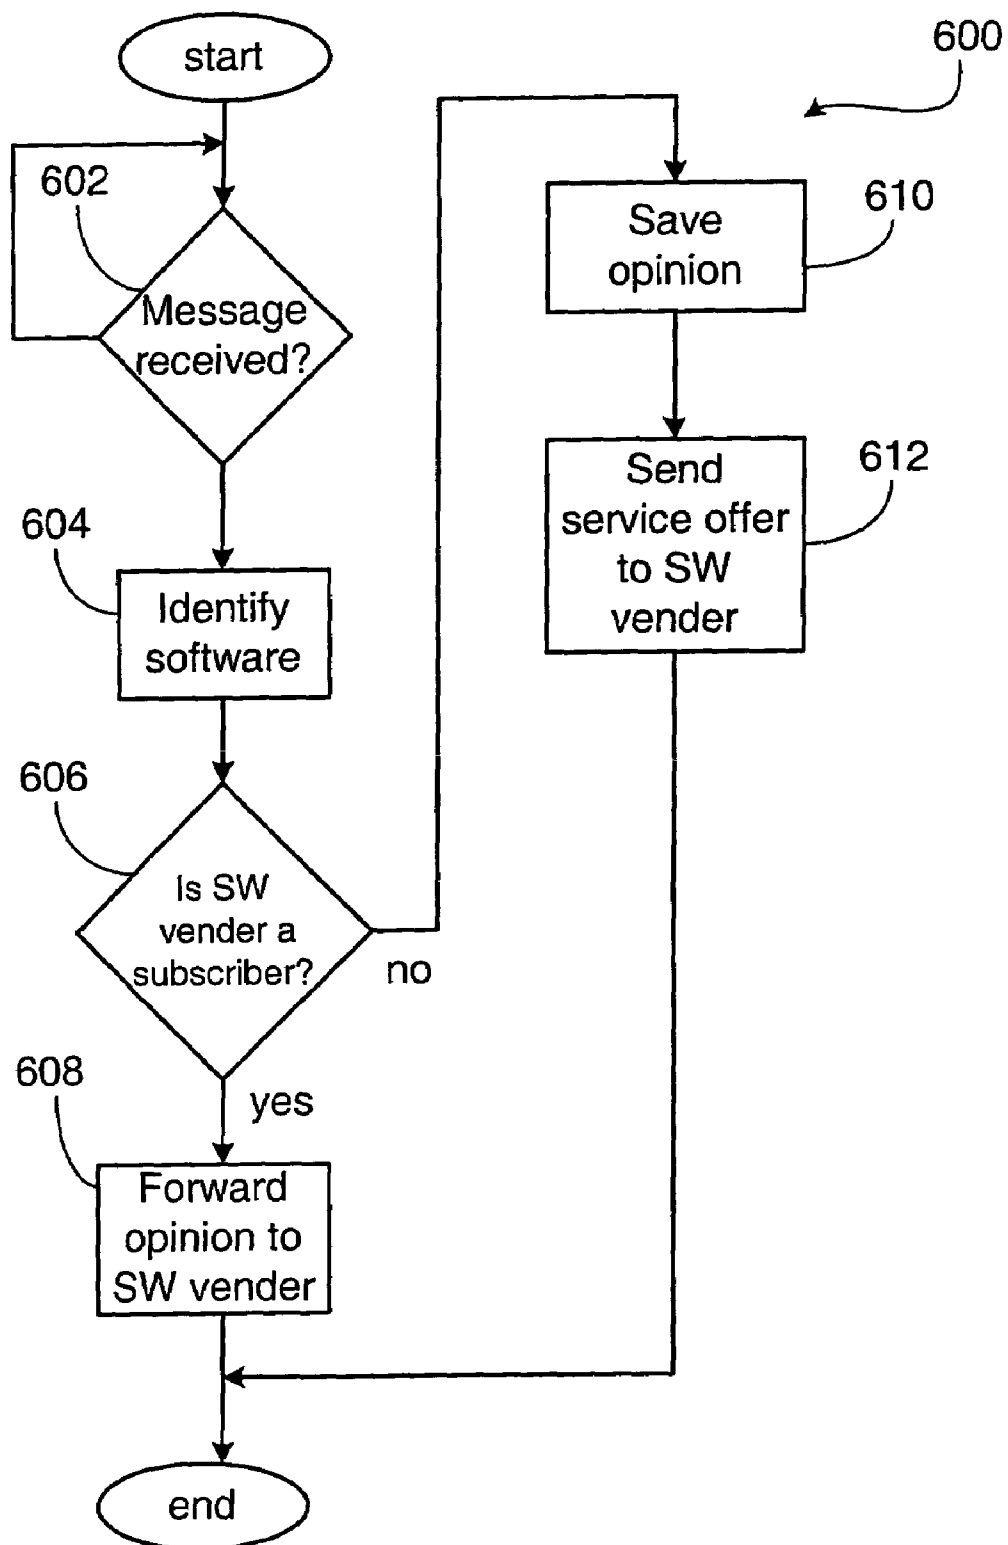 start
600
602
Message
received?
604
Identify
software
606
Is SW
vender a
subscriber?
no
yes
608
Forward
opinion to
SW vender
610
Save
opinion
612
Send
service offer
to SW
vender
end